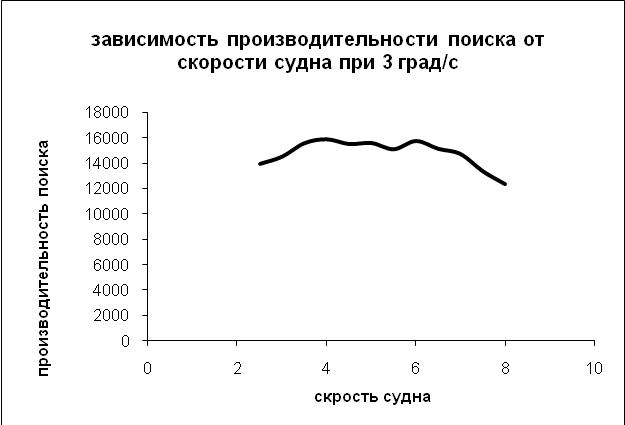 зависимость производительности поиска от
скорости судна при 3 град/с
производительность поиска
18000
16000
14000
12000
10000
8000
6000
4000
2000
0
0 2 4 6 8 10
скрость судна